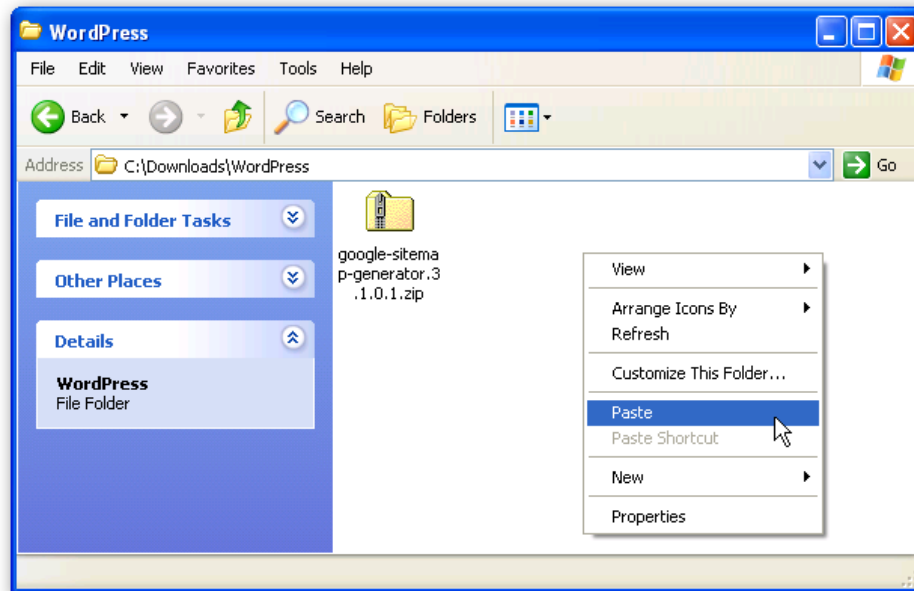 WordPress
File Edit View Favorites Tools Help
Back Search Folders
Address C:\Downloads\WordPress Go
File and Folder Tasks
Other Places
Details
WordPress
File Folder
google-sitema
p-generator.3
.1.0.1.zip
View
Arrange Icons By
Refresh
Customize This Folder...
Paste
Paste Shortcut
New
Properties